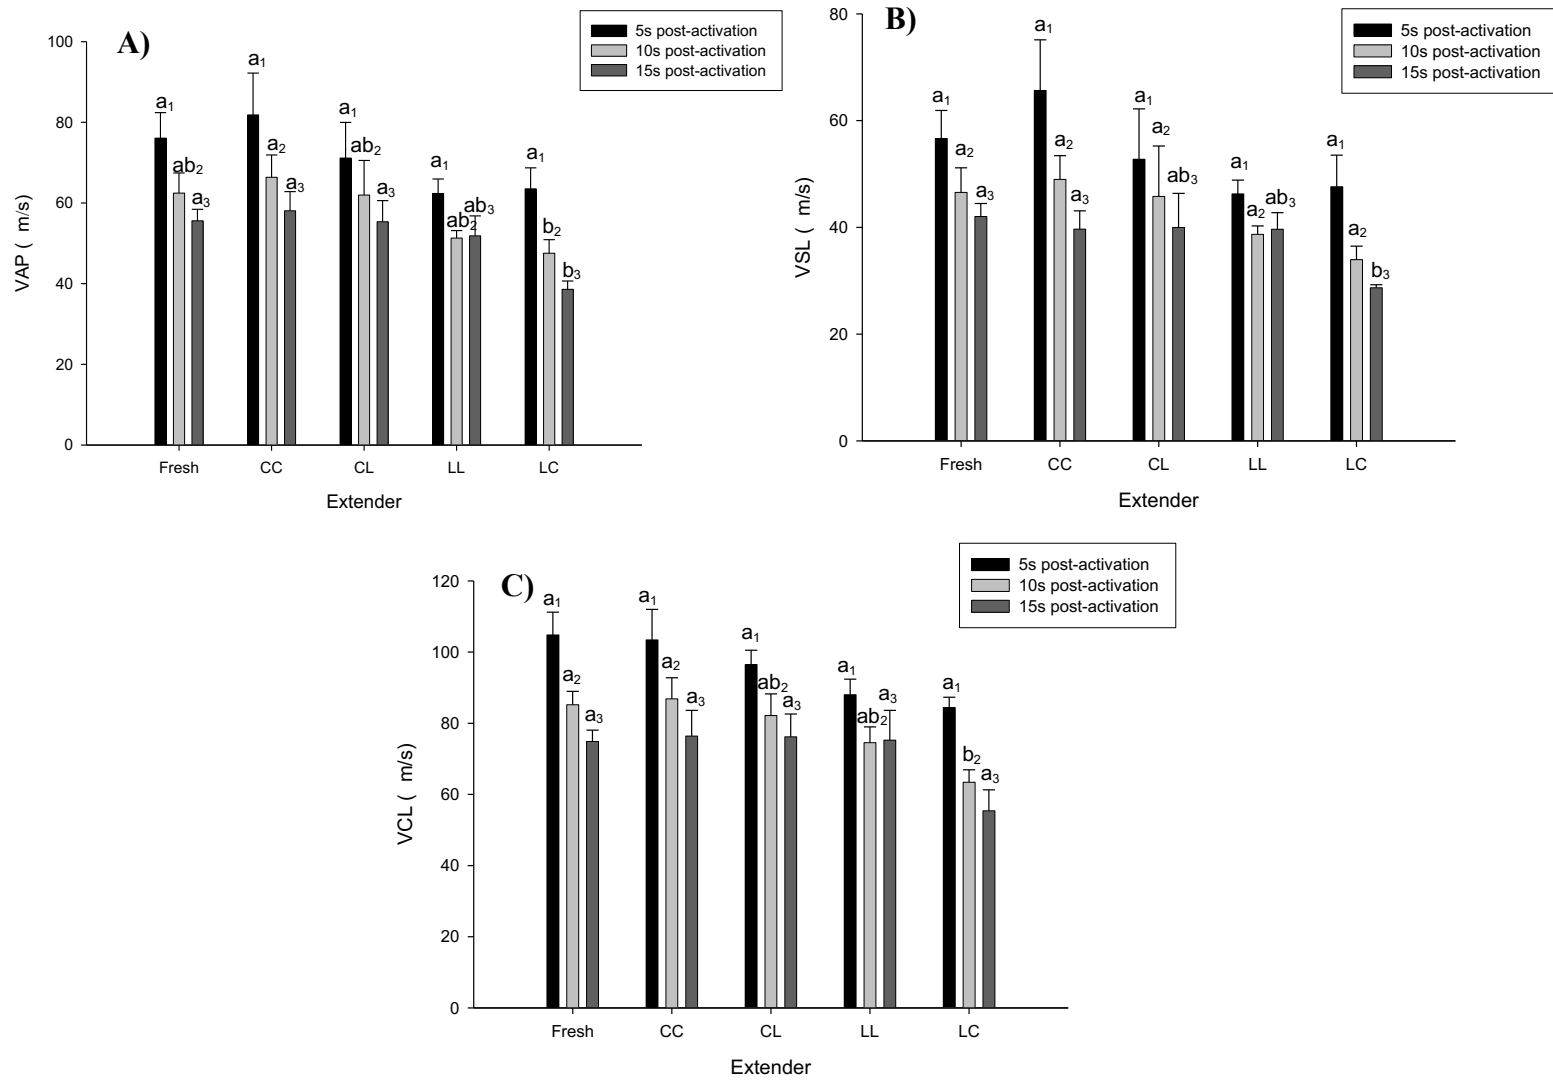 A)
5s post-activation
10s post-activation
15s post-activation
100
80
60
40
20
0
VAP ( m/s)
a1
ab2
a3
a1
a2
a3
a1
ab2
a3
a1
ab2
ab3
a1
b2
b3
Fresh CC CL LL LC
Extender
B)
5s post-activation
10s post-activation
15s post-activation
80
60
40
20
0
VSL ( m/s)
a1
a2
a3
a1
a2
a3
a1
a2
ab3
a1
a2
ab3
a1
a2
b3
Fresh CC CL LL LC
Extender
C)
5s post-activation
10s post-activation
15s post-activation
120
100
80
60
40
20
0
VCL ( m/s)
a1
a2
a3
a1
a2
a3
a1
ab2
a3
a1
ab2
a3
a1
b2
a3
Fresh CC CL LL LC
Extender